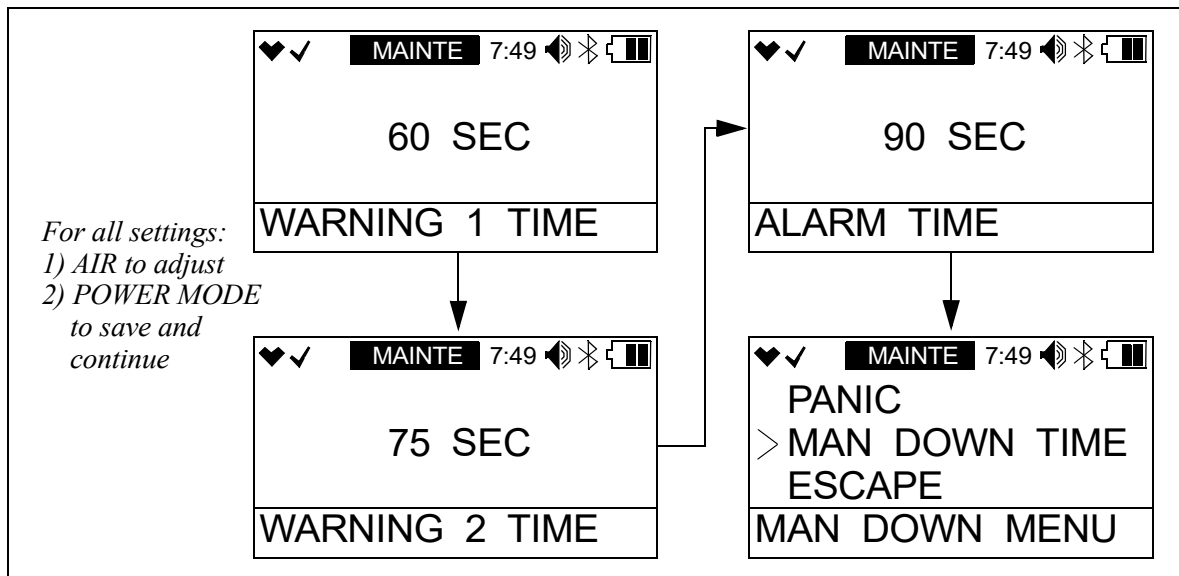 MAINTE 7:49
60 SEC
WARNING 1 TIME
For all settings:
1) AIR to adjust
2) POWER MODE
to save and
continue
MAINTE 7:49
75 SEC
WARNING 2 TIME
MAINTE 7:49
90 SEC
ALARM TIME
MAINTE 7:49
PANIC
>MAN DOWN TIME
ESCAPE
MAN DOWN MENU